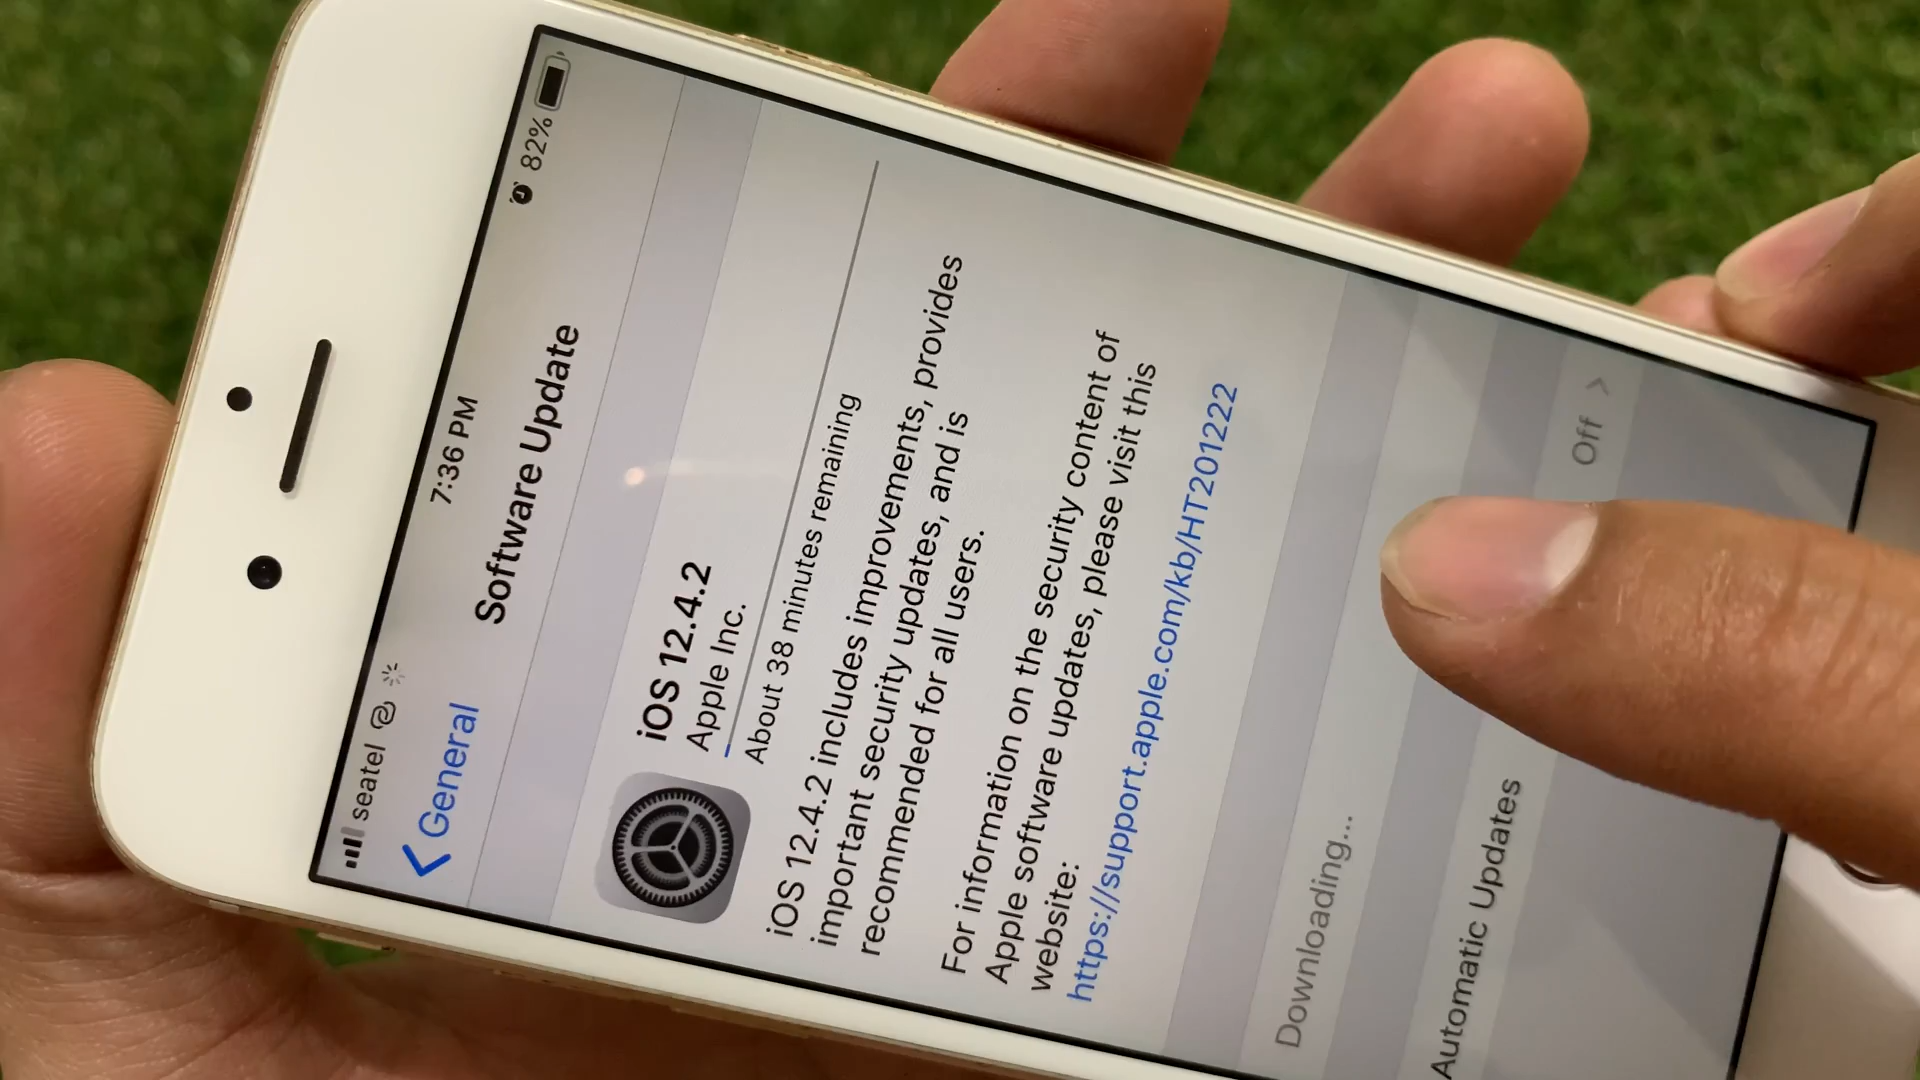 seatel 7:36 PM 82%
General Software Update
iOS 12.4.2
Apple Inc.
About 38 minutes remaining
iOS 12.4.2 includes improvements, provides
important security updates, and is
recommended for all users.
For information on the security content of
Apple software updates, please visit this
website:
https://support.apple.com/kb/HT201222
Downloading...
Automatic Updates Off